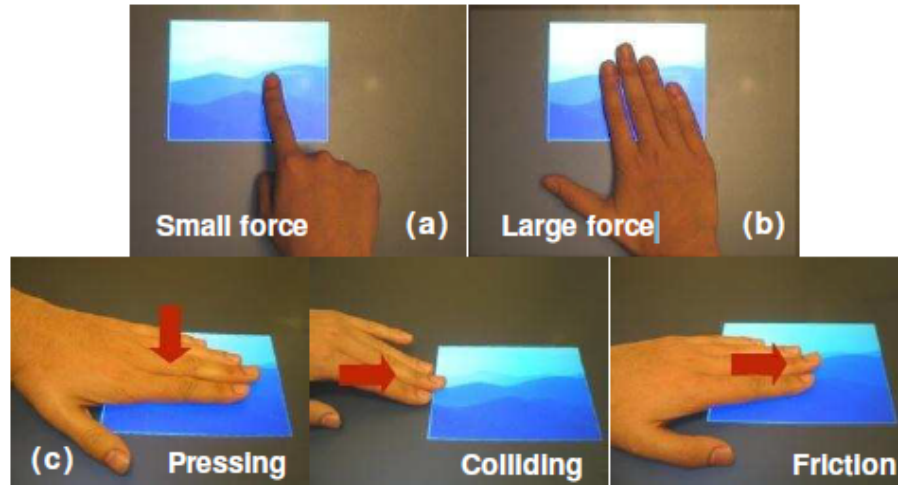 Small force
(a)
Large force
(b)
(c)
Pressing
Colliding
Friction